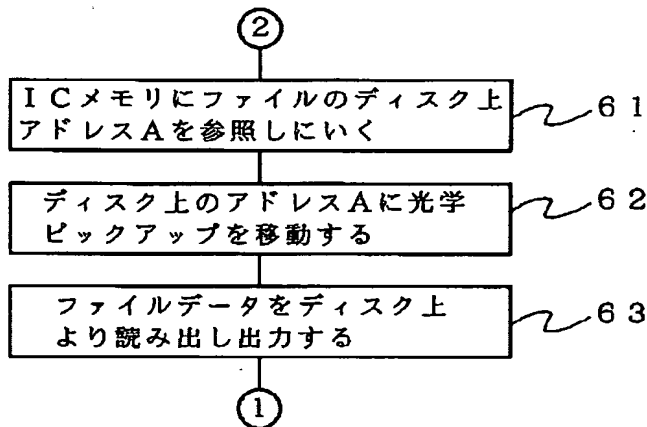 ②
ICメモリにファイルのディスク上
アドレスAを参照しにいく
61
ディスク上のアドレスAに光学
ピックアップを移動する
62
ファイルデータをディスク上
より読み出し出力する
63
①